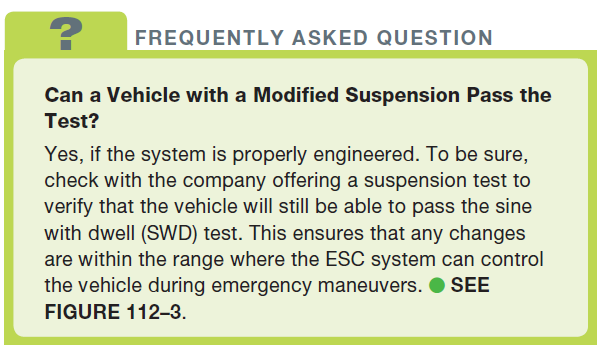 ?
FREQUENTLY ASKED QUESTION
Can a Vehicle with a Modified Suspension Pass the
Test?
Yes, if the system is properly engineered. To be sure,
check with the company offering a suspension test to
verify that the vehicle will still be able to pass the sine
with dwell (SWD) test. This ensures that any changes
are within the range where the ESC system can control
the vehicle during emergency maneuvers. ● SEE
FIGURE 112–3.